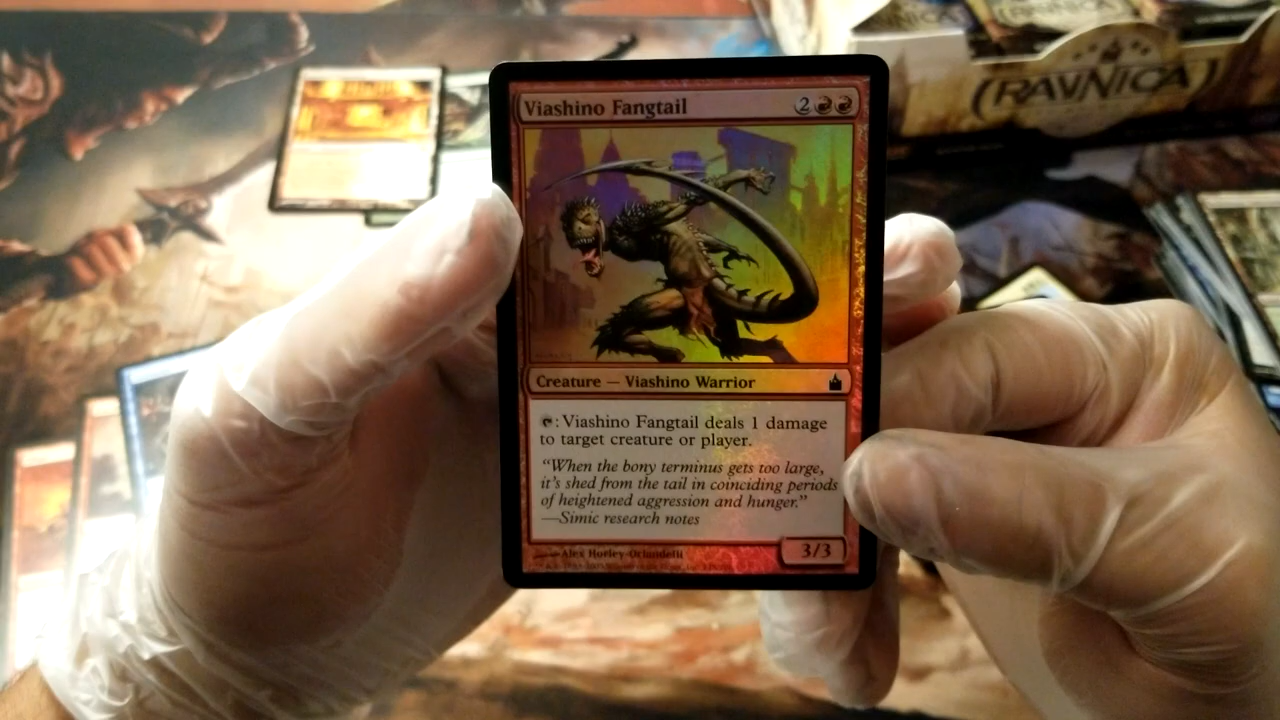 RAVNICA
Viashino Fangtail 2
Creature — Viashino Warrior
: Viashino Fangtail deals 1 damage
to target creature or player.
“When the bony terminus gets too large,
it’s shed from the tail in coinciding periods
of heightened aggression and hunger.”
—Simic research notes
3/3
Alex Horley-Orlandelli